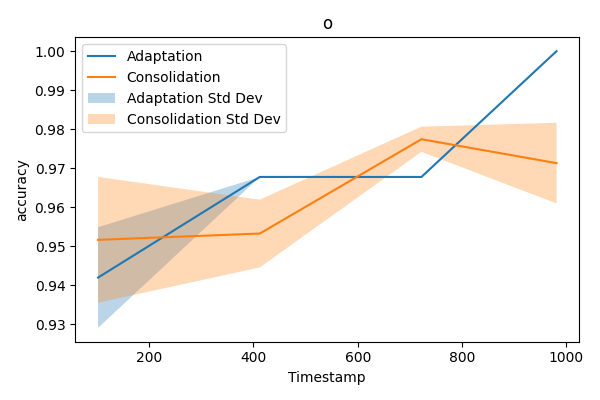 o
Adaptation
Consolidation
Adaptation Std Dev
Consolidation Std Dev
1.00
0.99
0.98
0.97
0.96
0.95
0.94
0.93
accuracy
200 400 600 800 1000
Timestamp